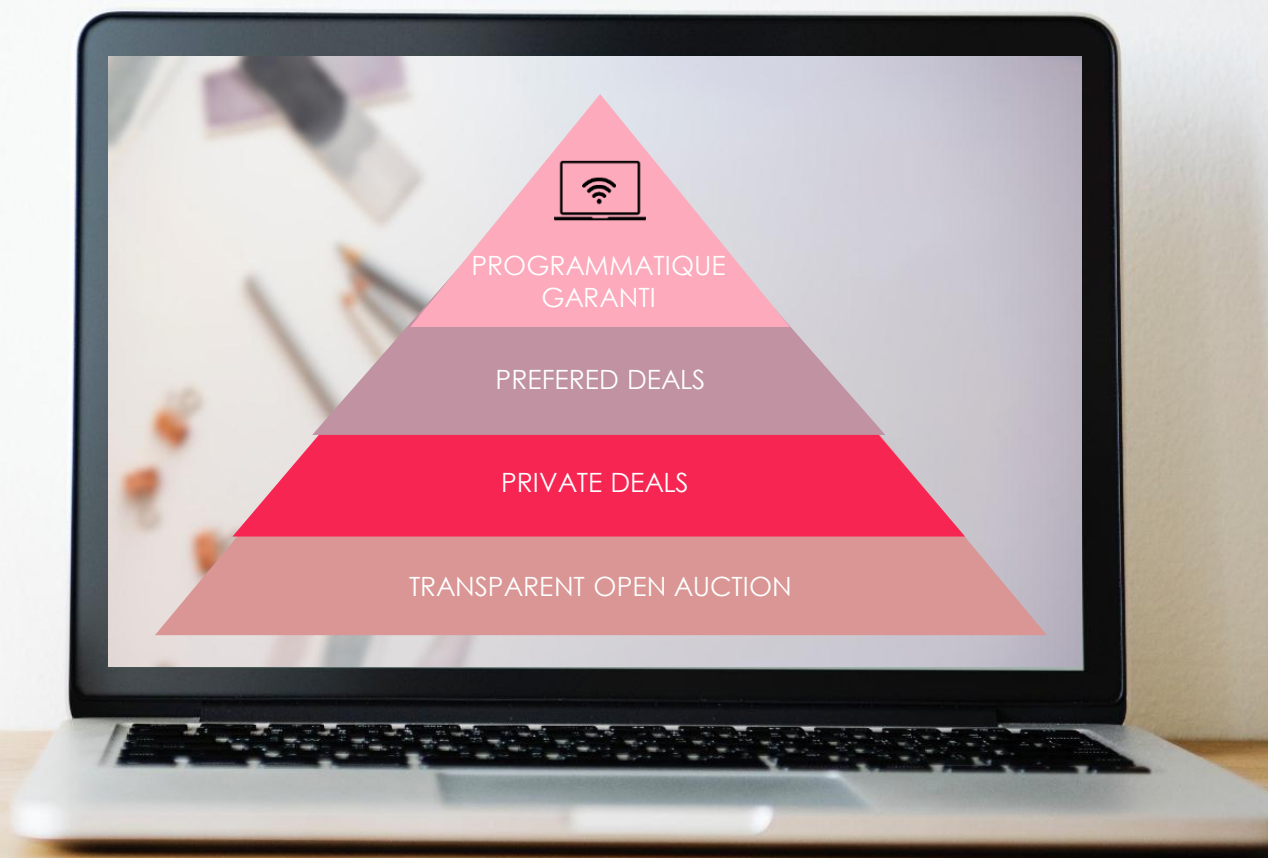 PROGRAMMATIQUE
GARANTI
PREFERED DEALS
PRIVATE DEALS
TRANSPARENT OPEN AUCTION